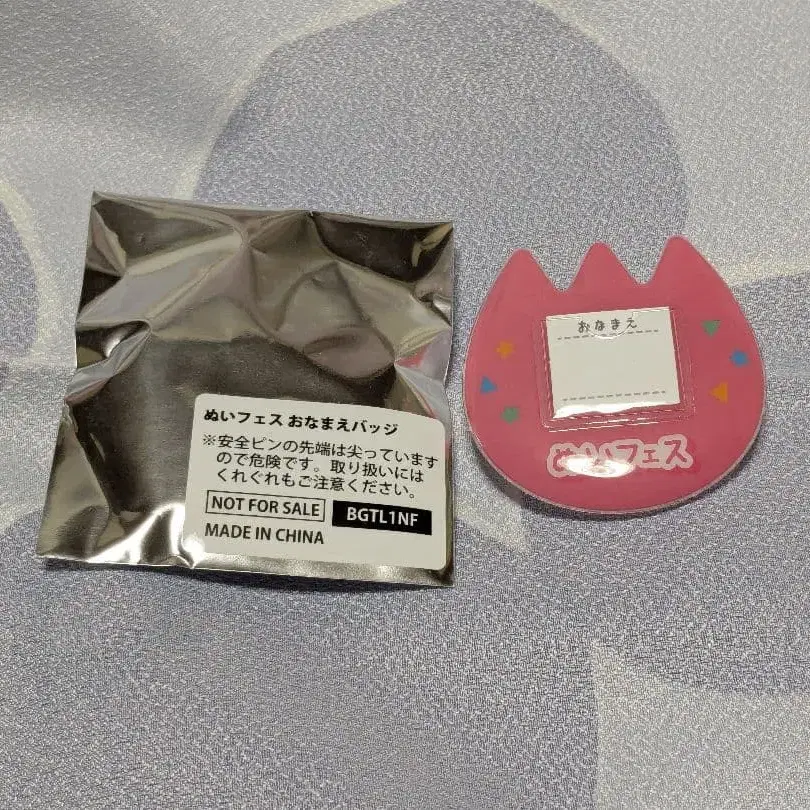 ぬいフェス おなまえバッジ
※安全ピンの先端は尖っています
ので危険です。取り扱いには
くれぐれもご注意ください。
NOT FOR SALE BGTL1NF
MADE IN CHINA
おなまえ
ぬいフェス